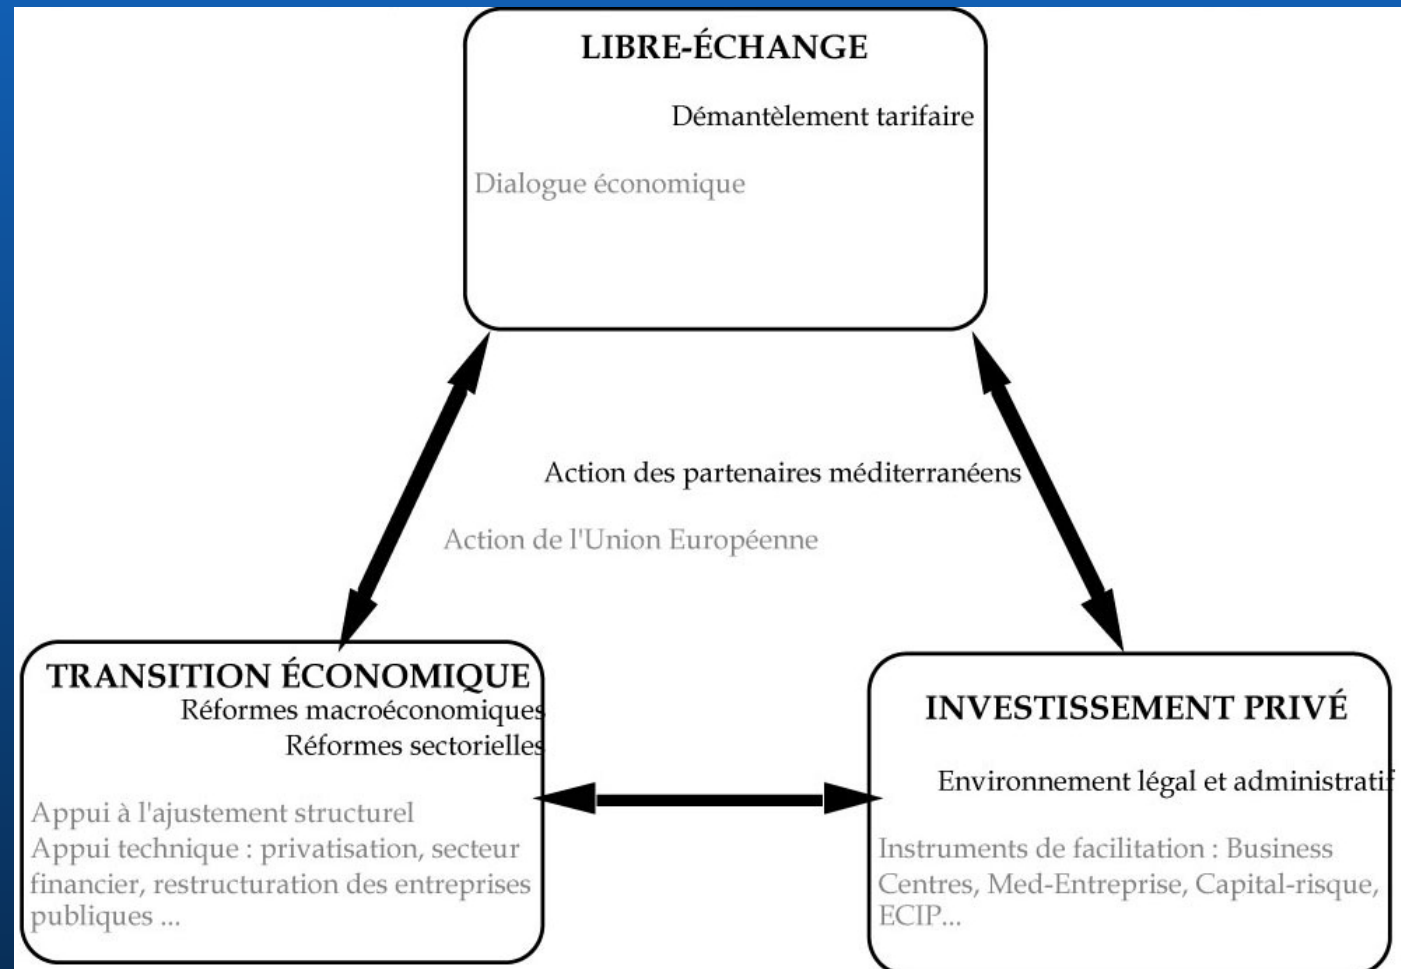 LIBRE-ÉCHANGE
Démantèlement tarifaire
Dialogue économique
Action des partenaires méditerranéens
Action de l'Union Européenne
TRANSITION ÉCONOMIQUE
Réformes macroéconomiques
Réformes sectorielles
Appui à l'ajustement structurel
Appui technique : privatisation, secteur
financier, restructuration des entreprises
publiques ...
INVESTISSEMENT PRIVÉ
Environnement légal et administratif
Instruments de facilitation : Business
Centres, Med-Entreprise, Capital-risque,
ECIP...